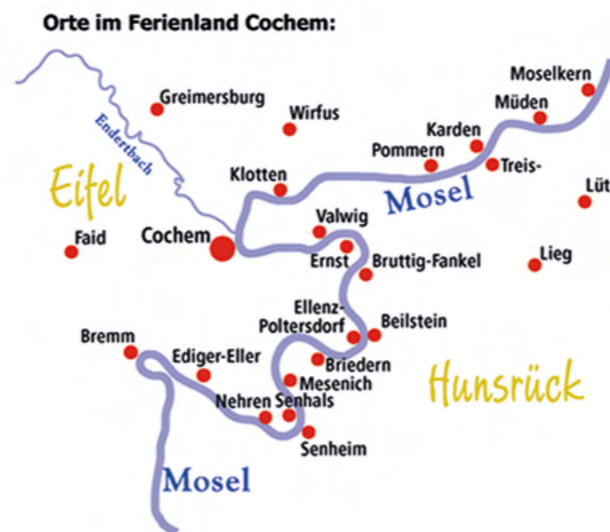 Orte im Ferienland Cochem:
Moselkern
Greimersburg
Müden
Wirfus
Endertbach
Karden
Pommern
Treis-
Klotten
Eifel
Mosel
Lüt
Valwig
Faid
Cochem
Ernst
Bruttig-Fankel
Lieg
Ellenz-
Poltersdorf
Beilstein
Bremm
Ediger-Eller
Briedern
Mesenich
Hunsrück
Nehren
Senhals
Senheim
Mosel